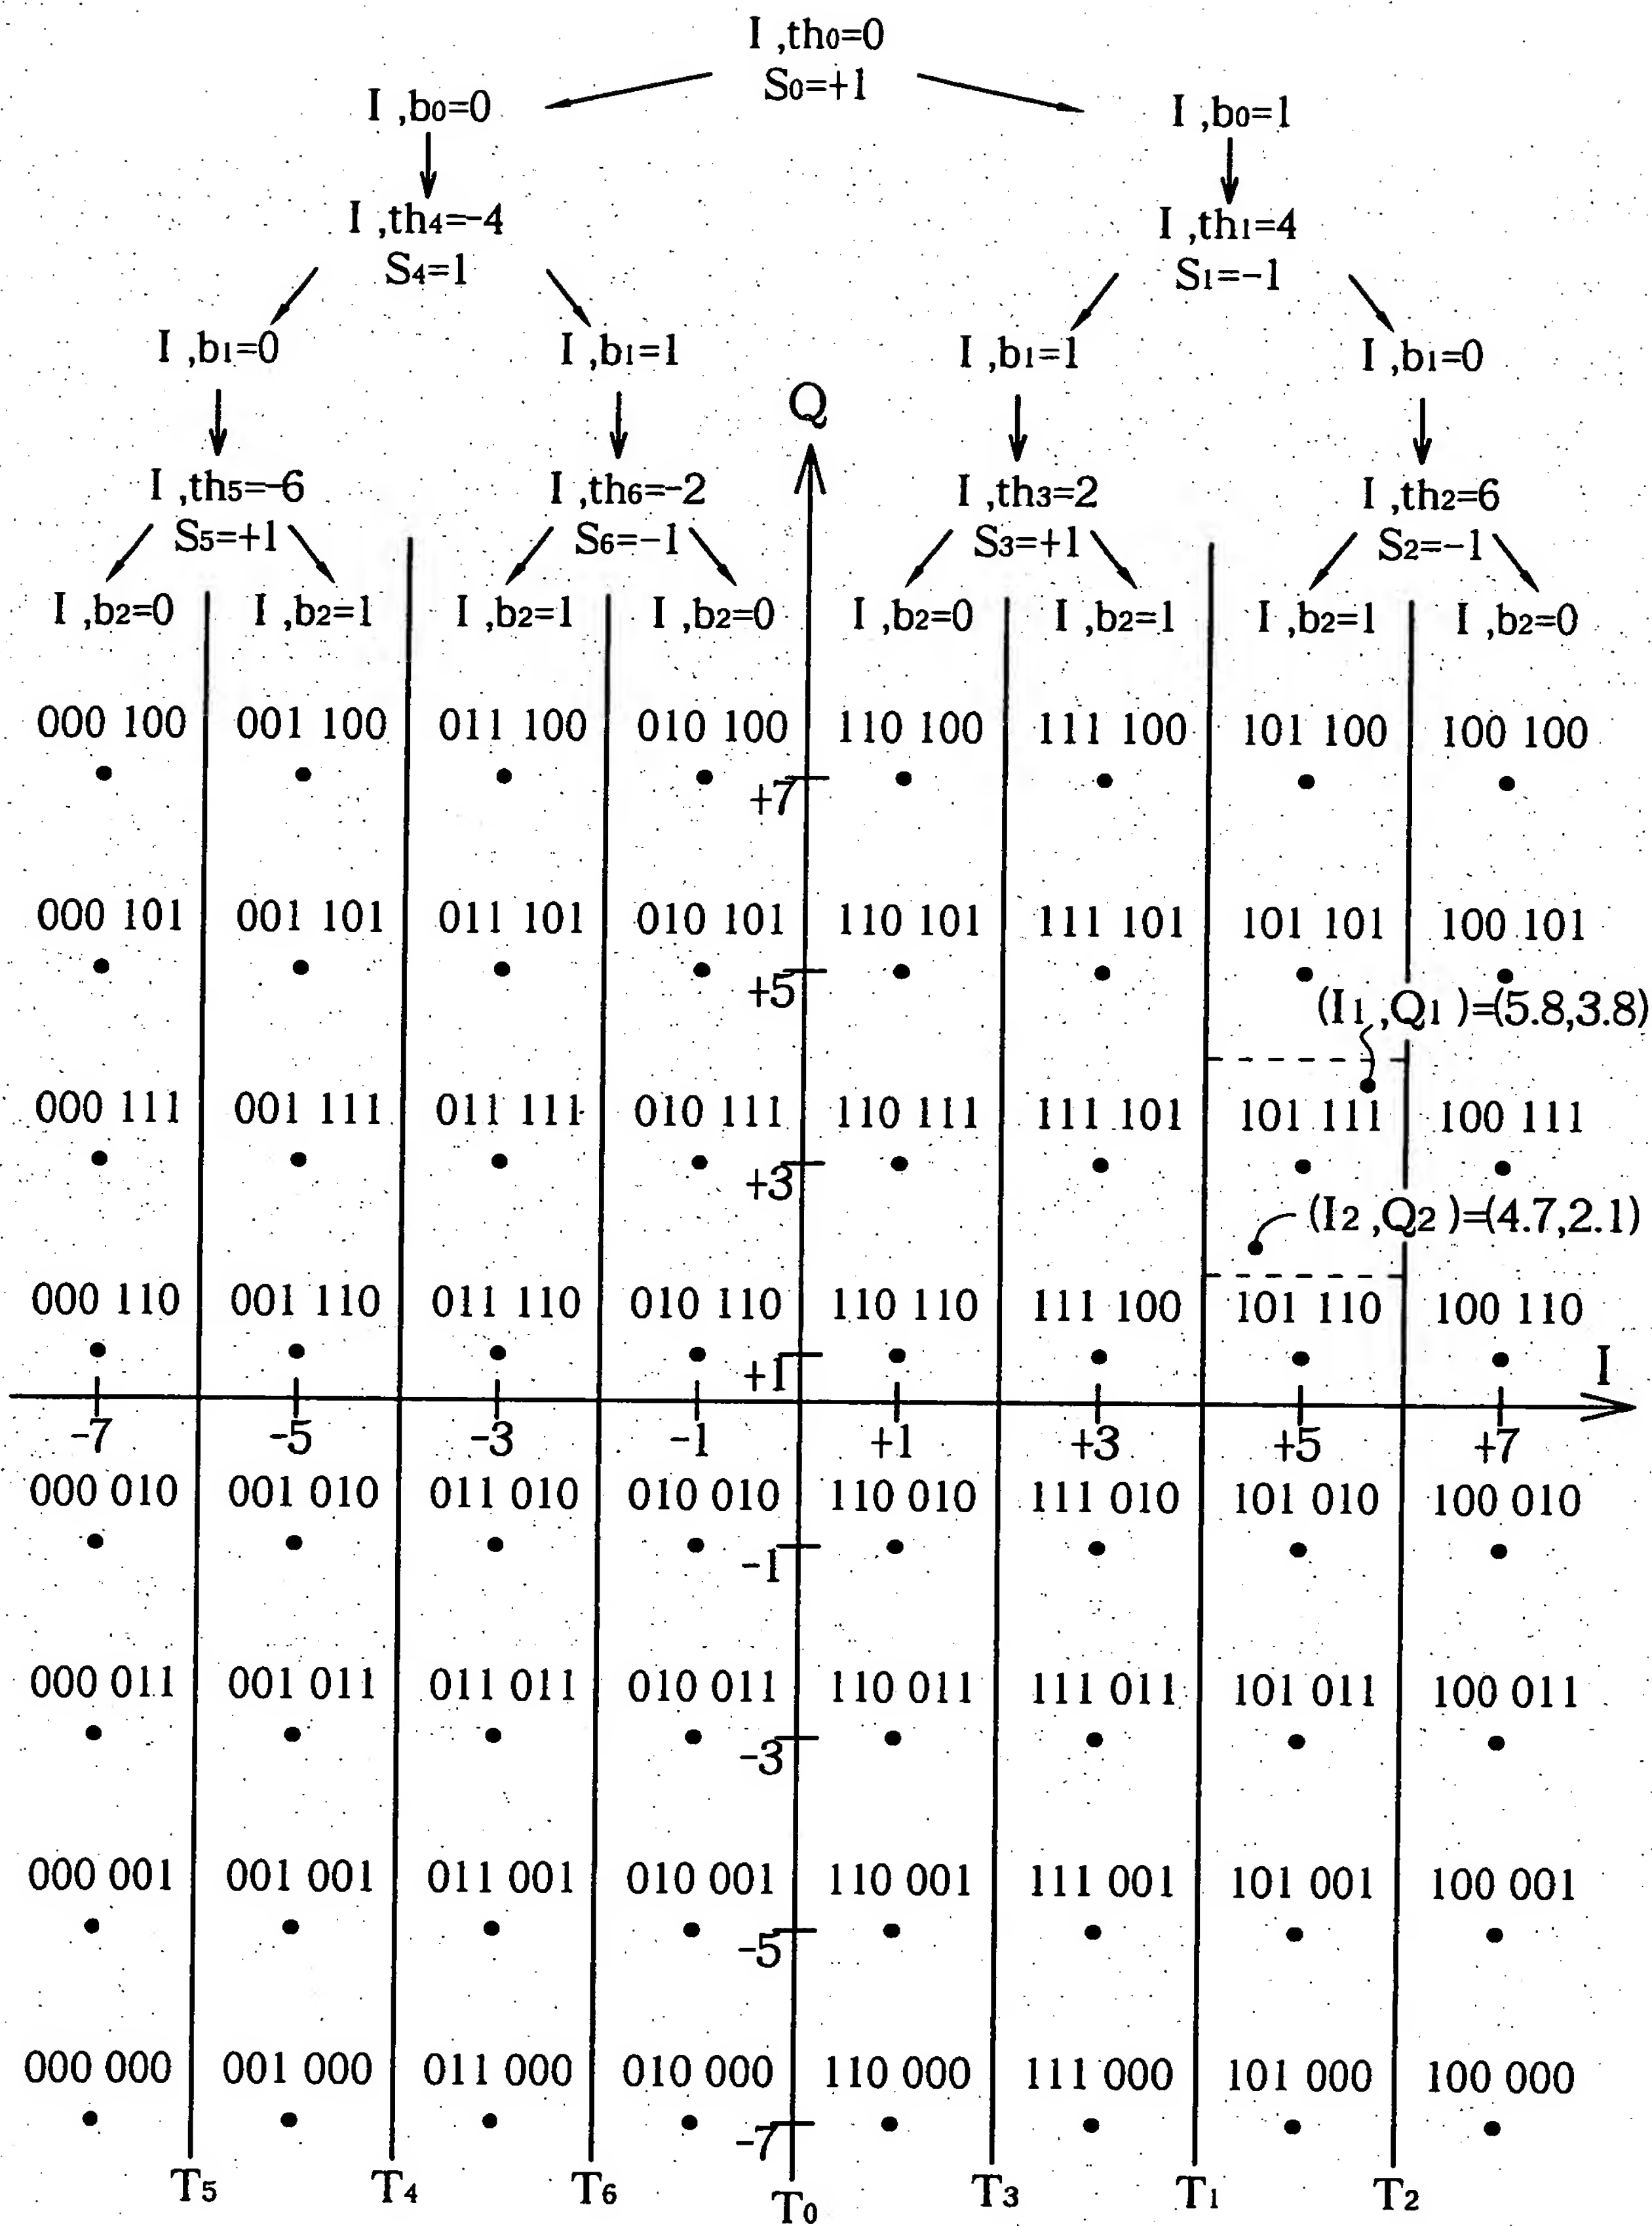 I ,th0=0
S0=+1
I ,b0=0
I ,b0=1
I ,th4=-4
S4=1
I ,th1=4
S1=-1
I ,b1=0
I ,b1=1
I ,b1=1
I ,b1=0
Q
I ,th5=-6
S5=+1
I ,th6=-2
S6=-1
I ,th3=2
S3=+1
I ,th2=6
S2=-1
I ,b2=0 I ,b2=1 I ,b2=1 I ,b2=0 I ,b2=0 I ,b2=1 I ,b2=1 I ,b2=0
000 100 001 100 011 100 010 100 110 100 111 100 101 100 100 100
+7
000 101 001 101 011 101 010 101 110 101 111 101 101 101 100 101
+5
(I1 ,Q1 )=(5.8,3.8)
000 111 001 111 011 111 010 111 110 111 111 101 101 111 100 111
+3
(I2 ,Q2 )=(4.7,2.1)
000 110 001 110 011 110 010 110 110 110 111 100 101 110 100 110
+1
I
-7 -5 -3 -1 +1 +3 +5 +7
000 010 001 010 011 010 010 010 110 010 111 010 101 010 100 010
-1
000 011 001 011 011 011 010 011 110 011 111 011 101 011 100 011
-3
000 001 001 001 011 001 010 001 110 001 111 001 101 001 100 001
-5
000 000 001 000 011 000 010 000 110 000 111 000 101 000 100 000
-7
T5 T4 T6 T0 T3 T1 T2